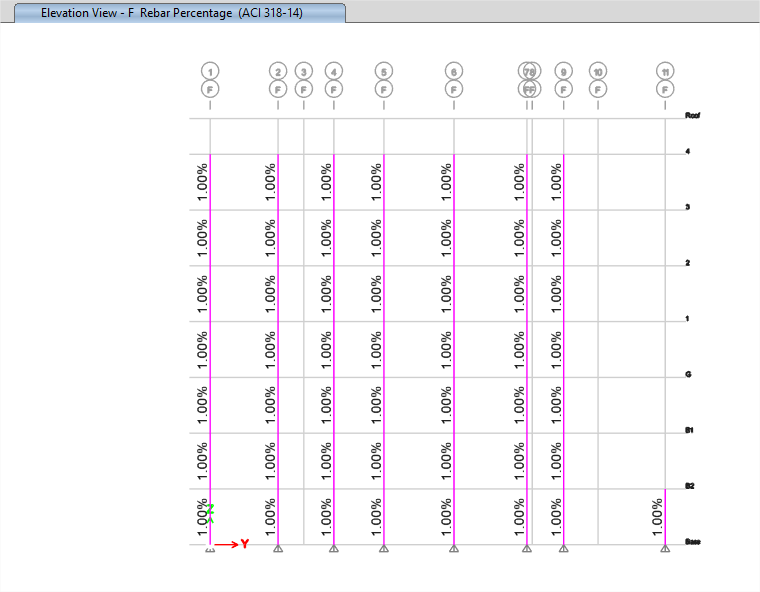 Elevation View - F Rebar Percentage (ACI 318-14)
1 2 3 4 5 6 7 8 9 10 11
F F F F F F F F F F F
Roof
4
1.00% 1.00% 1.00% 1.00% 1.00% 1.00% 1.00%
3
1.00% 1.00% 1.00% 1.00% 1.00% 1.00% 1.00%
2
1.00% 1.00% 1.00% 1.00% 1.00% 1.00% 1.00%
1
1.00% 1.00% 1.00% 1.00% 1.00% 1.00% 1.00%
G
1.00% 1.00% 1.00% 1.00% 1.00% 1.00% 1.00%
B1
1.00% 1.00% 1.00% 1.00% 1.00% 1.00% 1.00%
B2
1.00% 1.00% 1.00% 1.00% 1.00% 1.00% 1.00% 1.00%
Z
Y
Base